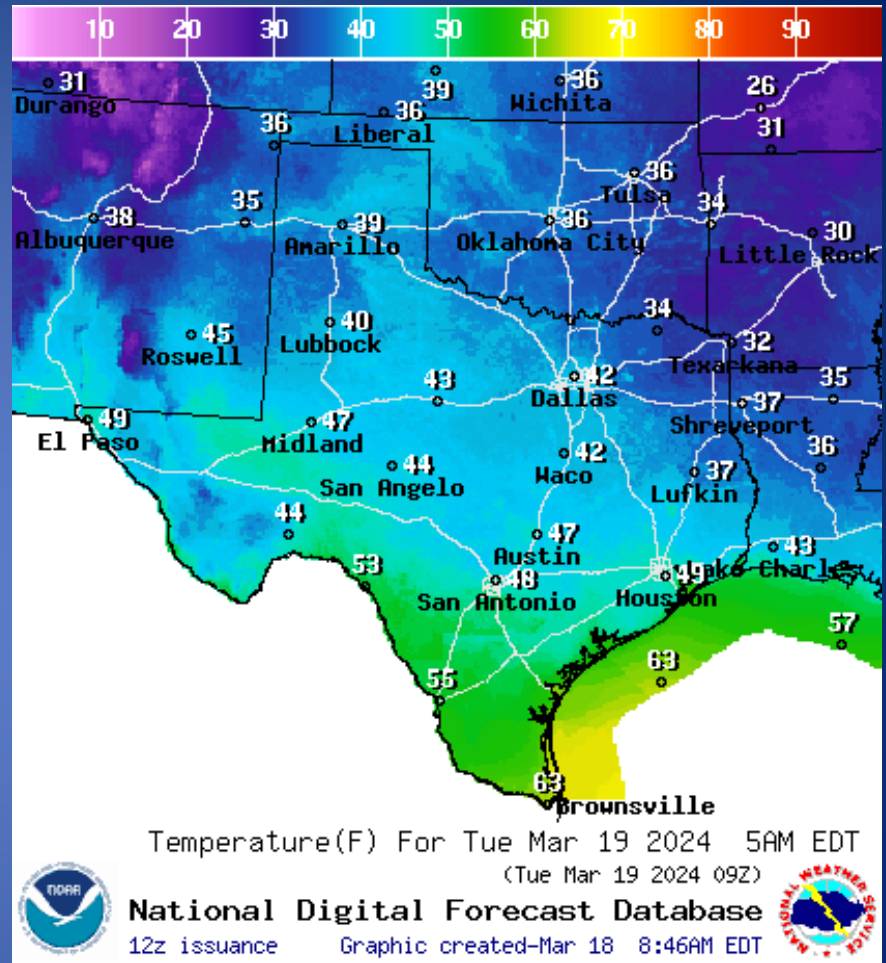 10 20 30 40 50 60 70 80 90
31
Durango
39
36
Wichita
26
36
Liberal
36
31
36
Tulsa
38
Albuquerque
35
39
Amarillo
36
Oklahoma City
34
30
Little Rock
45
Roswell
40
Lubbock
34
32
Texarkana
43
42
Dallas
37
Shreveport
35
49
El Paso
47
Midland
44
San Angelo
42
Waco
37
Lufkin
36
44
47
Austin
43
Lake Charles
53
48
San Antonio
49
Houston
57
55
63
63
Brownsville
Temperature(F) For Tue Mar 19 2024 5AM EDT
(Tue Mar 19 2024 09Z)
National Digital Forecast Database
12z issuance Graphic created-Mar 18 8:46AM EDT
NOAA
NATIONAL WEATHER SERVICE